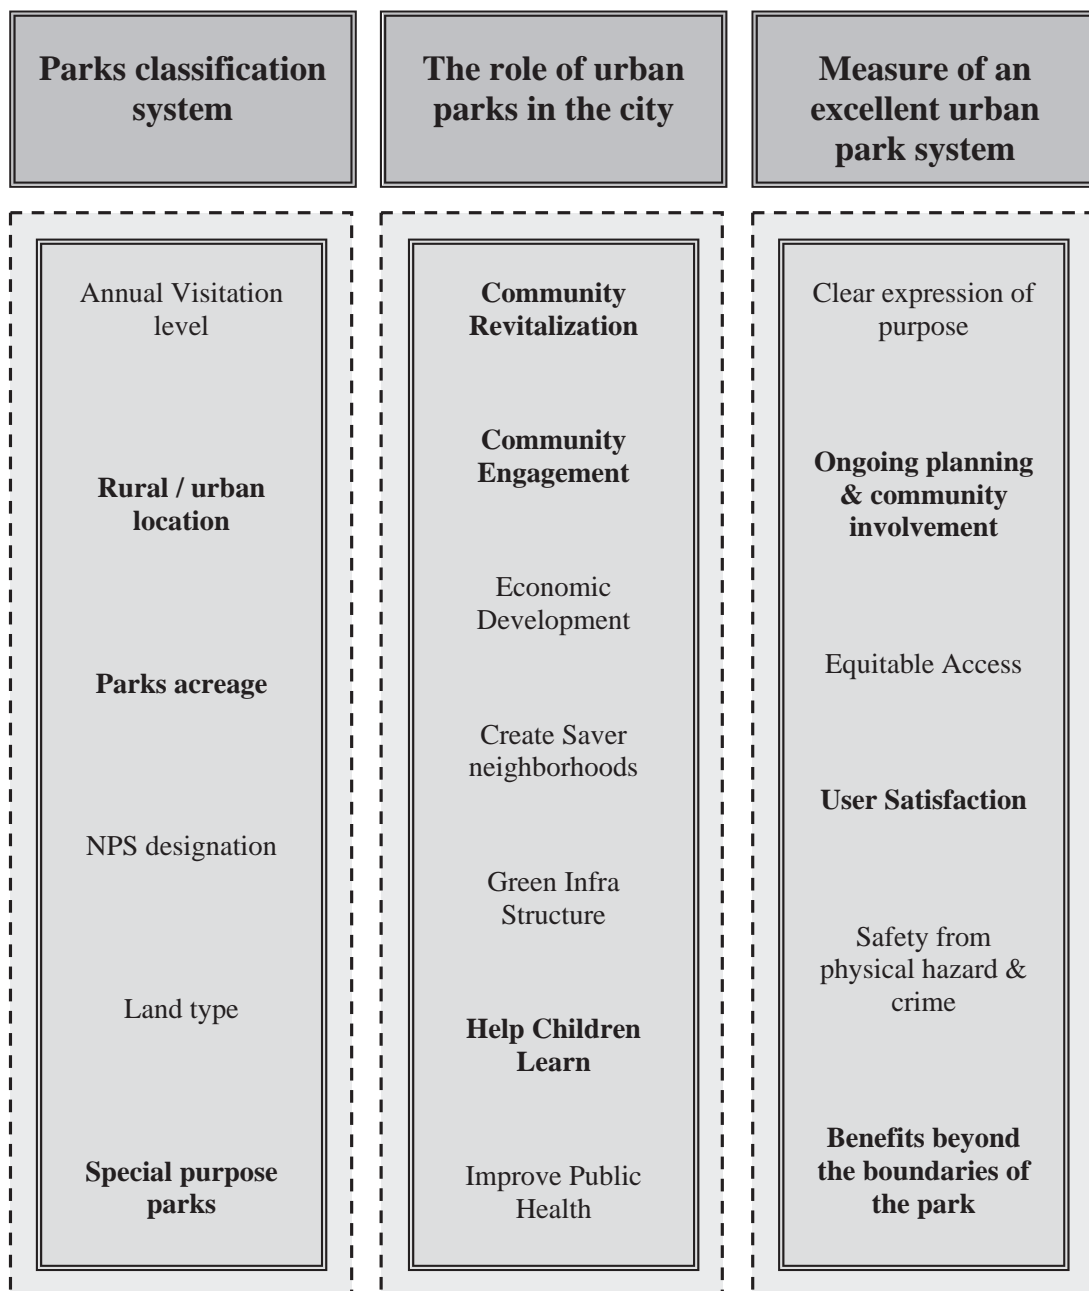 Parks classification
system
The role of urban
parks in the city
Measure of an
excellent urban
park system
Annual Visitation
level
Rural / urban
location
Parks acreage
NPS designation
Land type
Special purpose
parks
Community
Revitalization
Community
Engagement
Economic
Development
Create Saver
neighborhoods
Green Infra
Structure
Help Children
Learn
Improve Public
Health
Clear expression of
purpose
Ongoing planning
& community
involvement
Equitable Access
User Satisfaction
Safety from
physical hazard &
crime
Benefits beyond
the boundaries of
the park